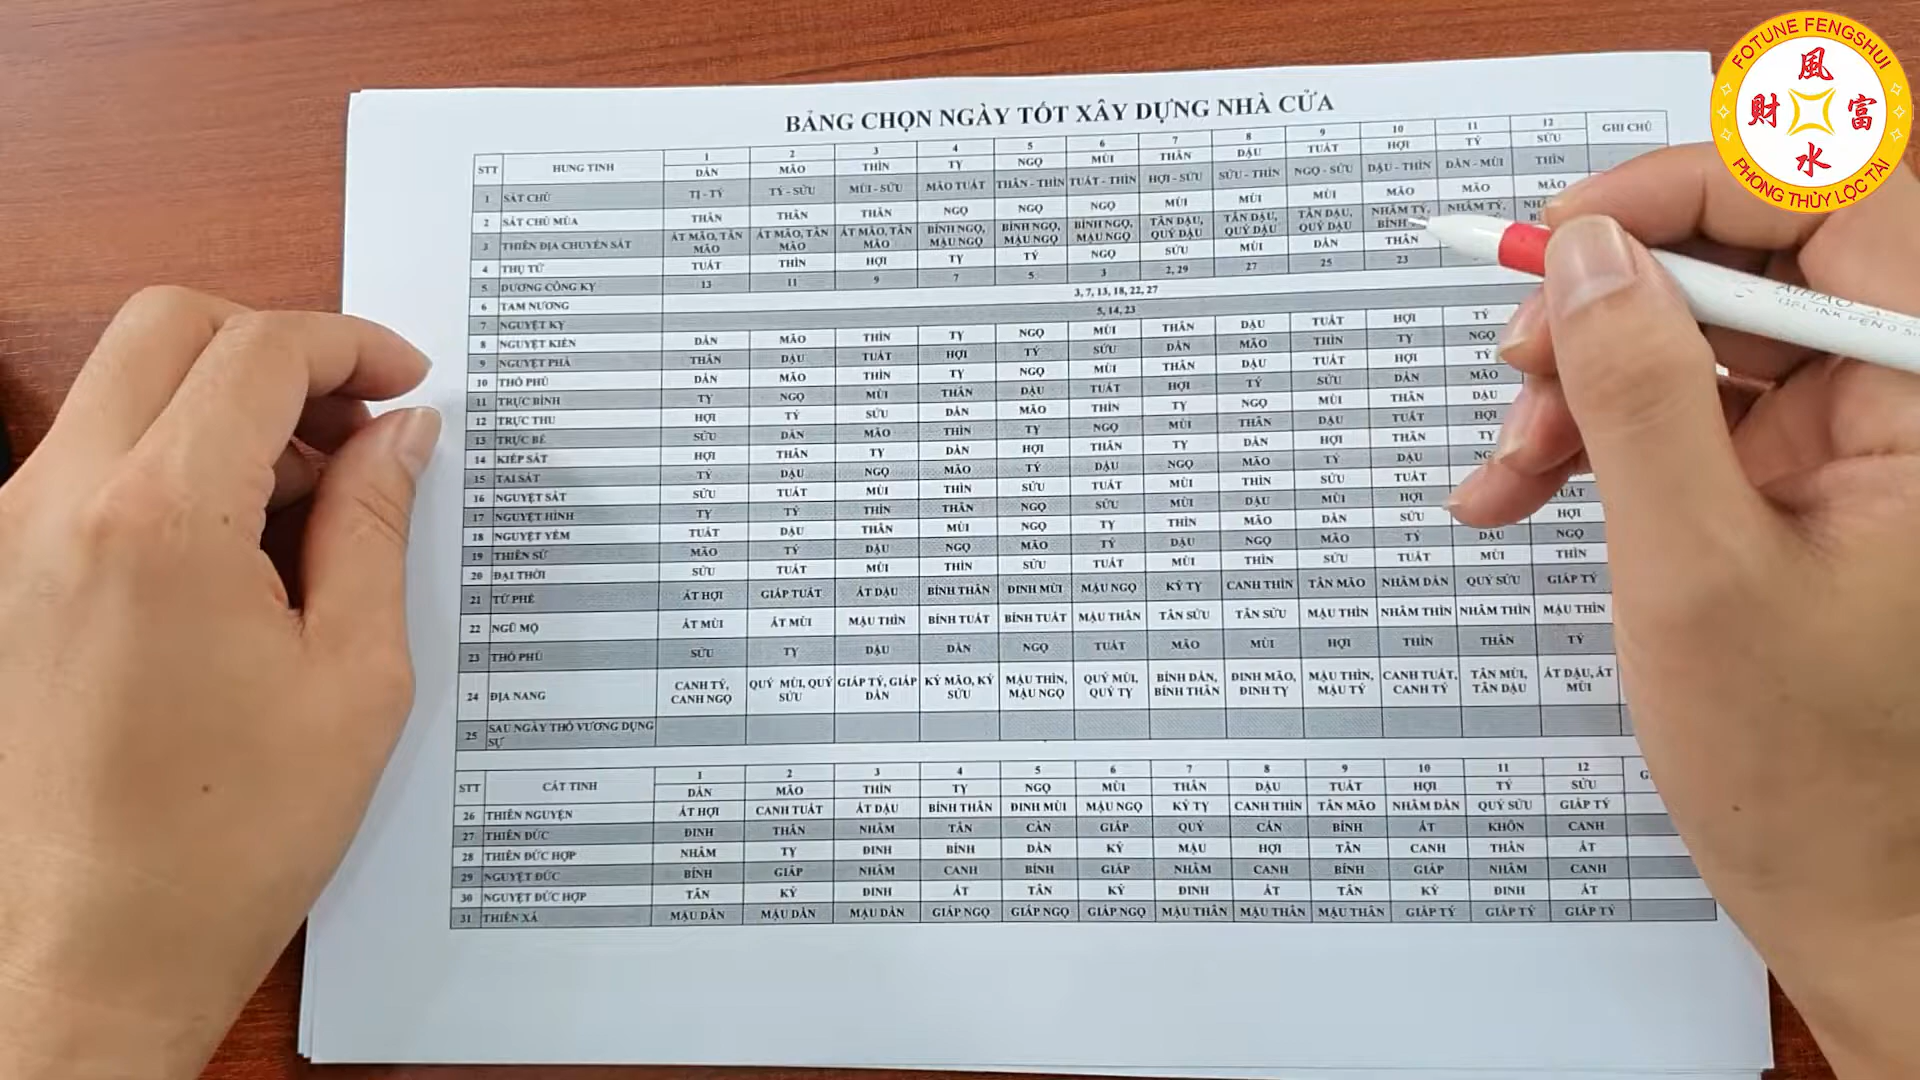 FOTUNE FENGSHUI
風
財 富
水
PHONG THỦY LỘC TÀI
BẢNG CHỌN NGÀY TỐT XÂY DỰNG NHÀ CỬA
STT HUNG TINH 1 2 3 4 5 6 7 8 9 10 11 12 GHI CHÚ
DẦN MÃO THÌN TỴ NGỌ MÙI THÂN DẬU TUẤT HỢI TÝ SỬU
1 SÁT CHỦ TỊ - TÝ TÝ - SỬU MÙI - SỬU MÃO TUẤT THÂN - THÌN TUẤT - THÌN HỢI - SỬU SỬU - THÌN NGỌ - SỬU DẬU - THÌN DẦN - MÙI THÌN
2 SÁT CHỦ MÙA THÂN THÂN THÂN NGỌ NGỌ NGỌ MÙI MÙI MÙI MÃO MÃO MÃO
3 THIÊN ĐỊA CHUYỂN SÁT ẤT MÃO, TÂN MÃO ẤT MÃO, TÂN MÃO ẤT MÃO, TÂN MÃO BÍNH NGỌ, MẬU NGỌ BÍNH NGỌ, MẬU NGỌ BÍNH NGỌ, MẬU NGỌ TÂN DẬU, QUÝ DẬU TÂN DẬU, QUÝ DẬU TÂN DẬU, QUÝ DẬU NHÂM TÝ, BÍNH NHÂM TÝ,
4 THỤ TỬ TUẤT THÌN HỢI TỴ TÝ NGỌ SỬU MÙI DẦN THÂN
5 DƯƠNG CÔNG KỴ 13 11 9 7 5 3 2, 29 27 25 23
6 TAM NƯƠNG 3, 7, 13, 18, 22, 27
7 NGUYỆT KỴ 5, 14, 23
8 NGUYỆT KIẾN DẦN MÃO THÌN TỴ NGỌ MÙI THÂN DẬU TUẤT HỢI TÝ
9 NGUYỆT PHÁ THÂN DẬU TUẤT HỢI TÝ SỬU DẦN MÃO THÌN TỴ NGỌ
10 THỔ PHỦ DẦN MÃO THÌN TỴ NGỌ MÙI THÂN DẬU TUẤT HỢI TÝ
11 TRỰC BÌNH TỴ NGỌ MÙI THÂN DẬU TUẤT HỢI TÝ SỬU DẦN MÃO
12 TRỰC THU HỢI TÝ SỬU DẦN MÃO THÌN TỴ NGỌ MÙI THÂN DẬU
13 TRỰC BẾ SỬU DẦN MÃO THÌN TỴ NGỌ MÙI THÂN DẬU TUẤT HỢI
14 KIẾP SÁT HỢI THÂN TỴ DẦN HỢI THÂN TỴ DẦN HỢI THÂN TỴ
15 TAI SÁT TÝ DẬU NGỌ MÃO TÝ DẬU NGỌ MÃO TÝ DẬU
16 NGUYỆT SÁT SỬU TUẤT MÙI THÌN SỬU TUẤT MÙI THÌN SỬU TUẤT TUẤT
17 NGUYỆT HÌNH TỴ TÝ THÌN THÂN NGỌ SỬU MÙI DẬU MÙI HỢI HỢI
18 NGUYỆT YẾM TUẤT DẬU THÂN MÙI NGỌ TỴ THÌN MÃO DẦN SỬU
19 THIÊN SỨ MÃO TÝ DẬU NGỌ MÃO TÝ DẬU NGỌ MÃO TÝ DẬU NGỌ
20 ĐẠI THỜI SỬU TUẤT MÙI THÌN SỬU TUẤT MÙI THÌN SỬU TUẤT MÙI THÌN
21 TỨ PHẾ ẤT HỢI GIÁP TUẤT ẤT DẬU BÍNH THÂN ĐINH MÙI MẬU NGỌ KỶ TỴ CANH THÌN TÂN MÃO NHÂM DẦN QUÝ SỬU GIÁP TÝ
22 NGŨ MỘ ẤT MÙI ẤT MÙI MẬU THÌN BÍNH TUẤT BÍNH TUẤT MẬU THÂN TÂN SỬU TÂN SỬU MẬU THÌN NHÂM THÌN NHÂM THÌN MẬU THÌN
23 THỔ PHỦ SỬU TỴ DẬU DẦN NGỌ TUẤT MÃO MÙI HỢI THÌN THÂN TÝ
24 ĐỊA NANG CANH TÝ, CANH NGỌ QUÝ MÙI, QUÝ SỬU GIÁP TÝ, GIÁP DẦN KỶ MÃO, KỶ SỬU MẬU THÌN, MẬU NGỌ QUÝ MÙI, QUÝ TỴ BÍNH DẦN, BÍNH THÂN ĐINH MÃO, ĐINH TỴ MẬU THÌN, MẬU TÝ CANH TUẤT, CANH TÝ TÂN MÙI, TÂN DẬU ẤT DẬU, ẤT MÙI
25 SAU NGÀY THỔ VƯƠNG DỤNG SỰ
STT CÁT TINH 1 2 3 4 5 6 7 8 9 10 11 12
DẦN MÃO THÌN TỴ NGỌ MÙI THÂN DẬU TUẤT HỢI TÝ SỬU
26 THIÊN NGUYỆN ẤT HỢI CANH TUẤT ẤT DẬU BÍNH THÂN ĐINH MÙI MẬU NGỌ KỶ TỴ CANH THÌN TÂN MÃO NHÂM DẦN QUÝ SỬU GIÁP TÝ
27 THIÊN ĐỨC ĐINH THÂN NHÂM TÂN CÀN GIÁP QUÝ CẤN BÍNH ẤT KHÔN CANH
28 THIÊN ĐỨC HỢP NHÂM TỴ ĐINH BÍNH DẦN KỶ MẬU HỢI TÂN CANH THÂN ẤT
29 NGUYỆT ĐỨC BÍNH GIÁP NHÂM CANH BÍNH GIÁP NHÂM CANH BÍNH GIÁP NHÂM CANH
30 NGUYỆT ĐỨC HỢP TÂN KỶ ĐINH ẤT TÂN KỶ ĐINH ẤT TÂN KỶ ĐINH ẤT
31 THIÊN XÁ MẬU DẦN MẬU DẦN MẬU DẦN GIÁP NGỌ GIÁP NGỌ GIÁP NGỌ MẬU THÂN MẬU THÂN MẬU THÂN GIÁP TÝ GIÁP TÝ GIÁP TÝ